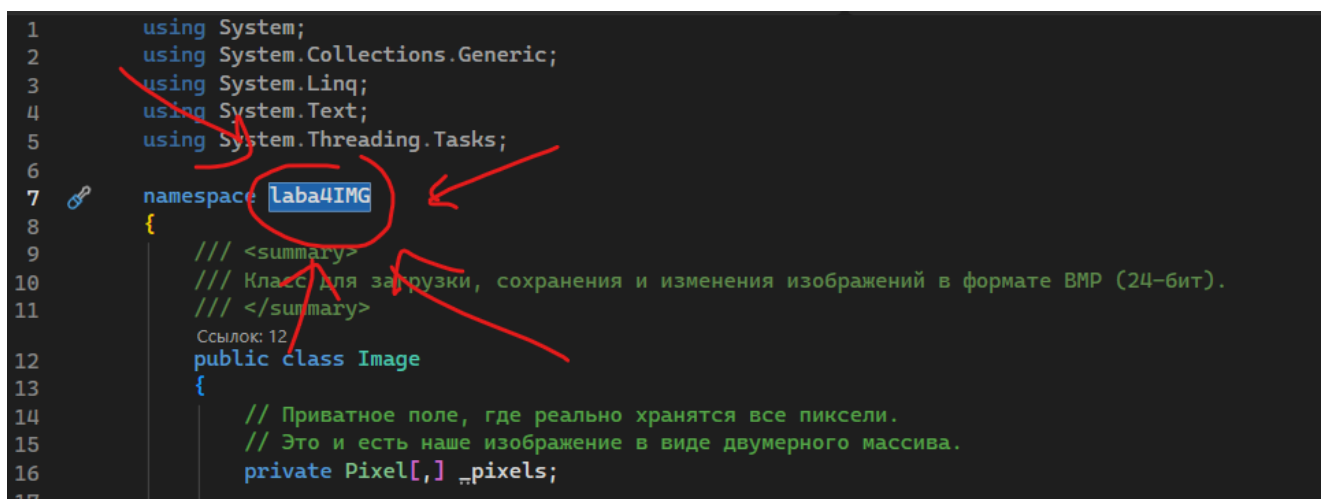 1 using System;
2 using System.Collections.Generic;
3 using System.Linq;
4 using System.Text;
5 using System.Threading.Tasks;
6
7 namespace laba4IMG
8 {
9 /// <summary>
10 /// Класс для загрузки, сохранения и изменения изображений в формате BMP (24-бит).
11 /// </summary>
Ссылок: 12
12 public class Image
13 {
14 // Приватное поле, где реально хранятся все пиксели.
15 // Это и есть наше изображение в виде двумерного массива.
16 private Pixel[,] _pixels;
17